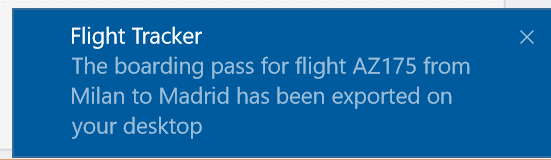 Flight Tracker
The boarding pass for flight AZ175 from
Milan to Madrid has been exported on
your desktop